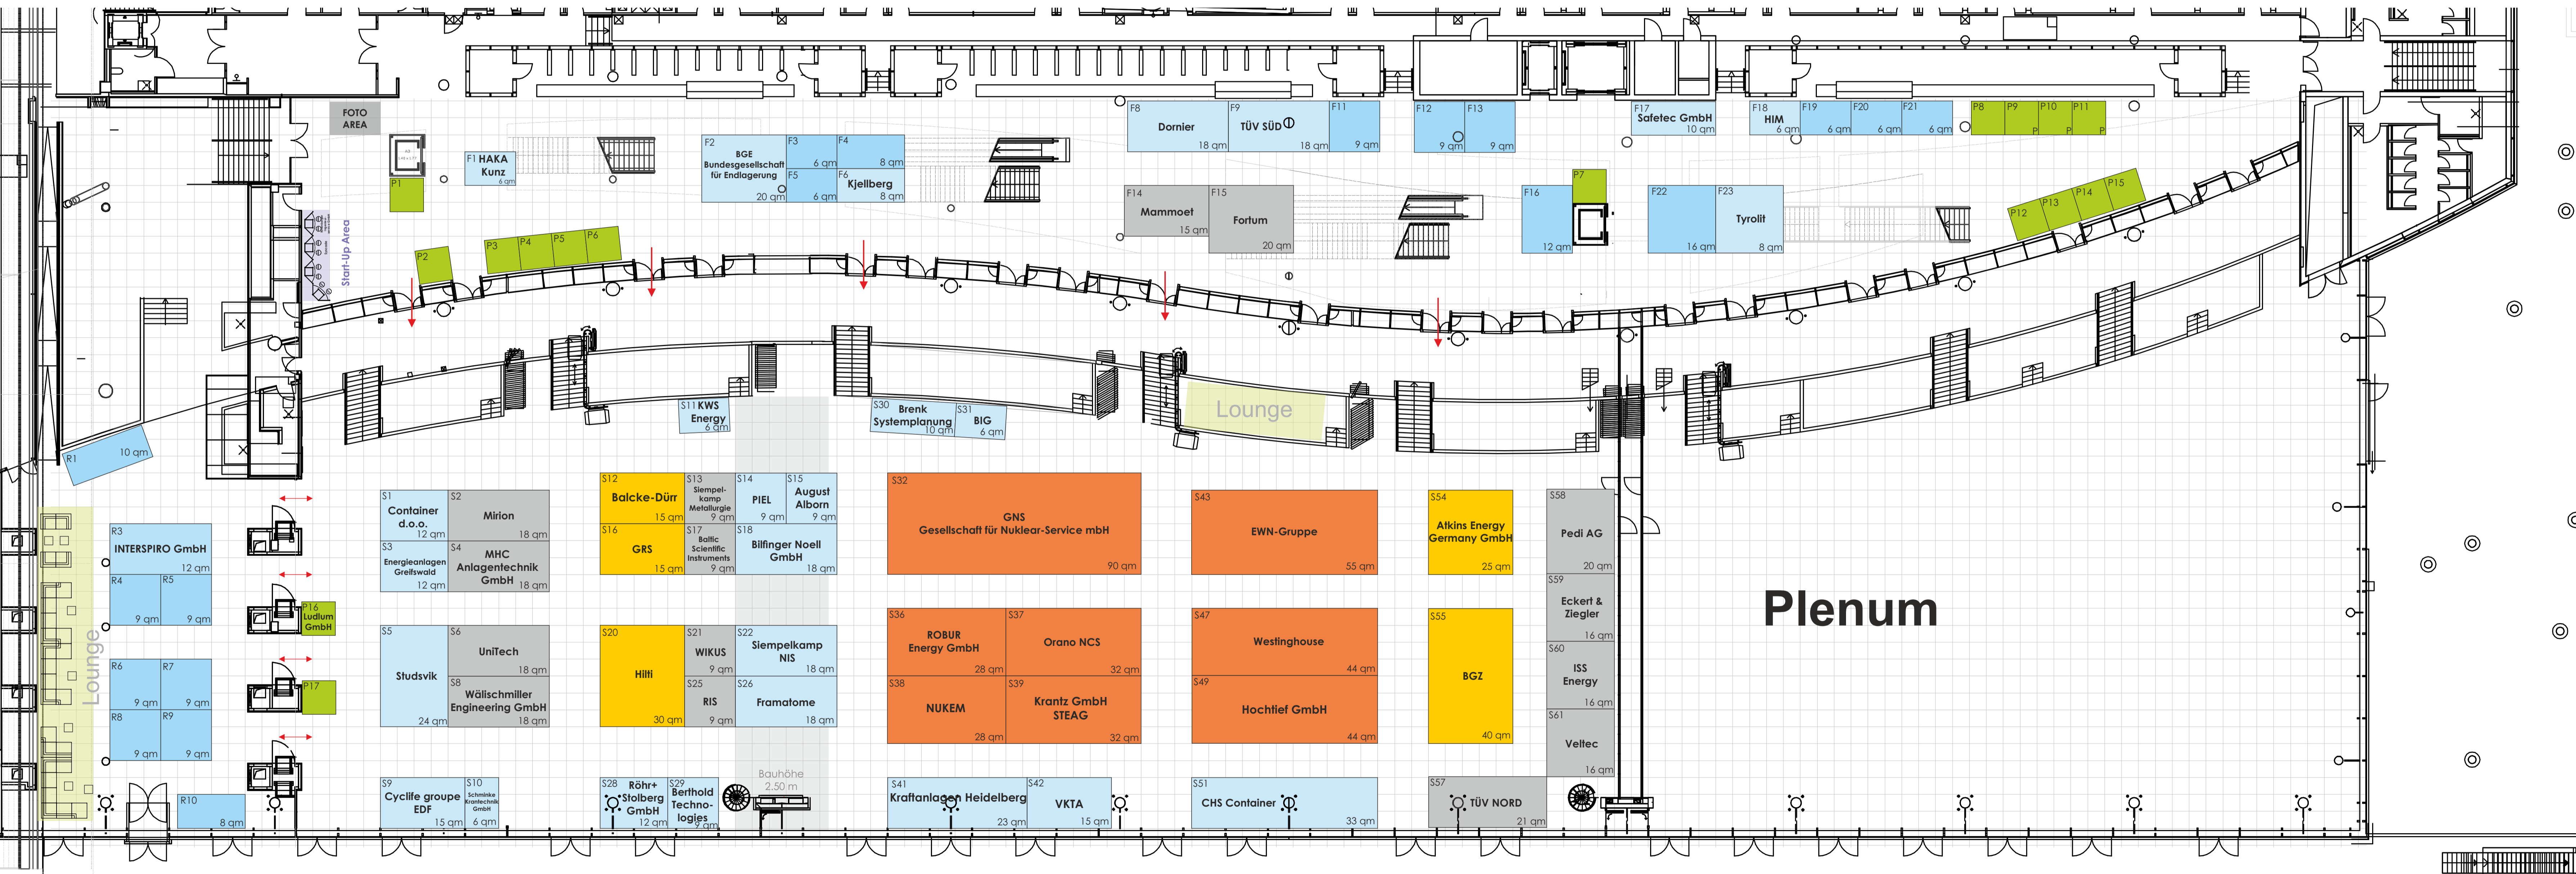 FOTO
AREA
P1
F1 HAKA
Kunz
6 qm
F2
BGE
Bundesgesellschaft
für Endlagerung
20 qm
F3
6 qm
F4
8 qm
F5
6 qm
F6
Kjellberg
8 qm
F8
Dornier
18 qm
F9
TÜV SÜD
18 qm
F11
9 qm
F12
9 qm
F13
9 qm
F17
Safetec GmbH
10 qm
F18
HIM
6 qm
F19
6 qm
F20
6 qm
F21
6 qm
P8
P
P9
P
P10
P
P11
P
F14
Mammoet
15 qm
F15
Fortum
20 qm
F16
12 qm
P7
F22
16 qm
F23
Tyrolit
8 qm
P12
P13
P14
P15
Start-Up Area
P2
P3
P4
P5
P6
R1
10 qm
S11 KWS
Energy
6 qm
S30
Brenk
Systemplanung
10 qm
S31
BIG
6 qm
Lounge
Lounge
R3
INTERSPIRO GmbH
12 qm
R4
9 qm
R5
9 qm
R6
9 qm
R7
9 qm
R8
9 qm
R9
9 qm
R10
8 qm
P16
Ludlum
GmbH
P17
S1
Container
d.o.o.
12 qm
S2
Mirion
18 qm
S3
Energieanlagen
Greifswald
12 qm
S4
MHC
Anlagentechnik
GmbH
18 qm
S5
Studsvik
24 qm
S6
UniTech
18 qm
S8
Wälischmiller
Engineering GmbH
18 qm
S9
Cyclife groupe
EDF
15 qm
S10
Schminke
Krantechnik
GmbH
6 qm
S12
Balcke-Dürr
15 qm
S13
Siempel-
kamp
Metallurgie
9 qm
S14
PIEL
9 qm
S15
August
Alborn
9 qm
S16
GRS
15 qm
S17
Baltic
Scientific
Instruments
9 qm
S18
Bilfinger Noell
GmbH
18 qm
S20
Hilti
30 qm
S21
WIKUS
9 qm
S22
Siempelkamp
NIS
18 qm
S25
RIS
9 qm
S26
Framatome
18 qm
S28
Röhr+
Stolberg
GmbH
12 qm
S29
Berthold
Techno-
logies
9 qm
Bauhöhe
2.50 m
S32
GNS
Gesellschaft für Nuklear-Service mbH
90 qm
S36
ROBUR
Energy GmbH
28 qm
S37
Orano NCS
32 qm
S38
NUKEM
28 qm
S39
Krantz GmbH
STEAG
32 qm
S41
Kraftanlagen Heidelberg
23 qm
S42
VKTA
15 qm
S43
EWN-Gruppe
55 qm
S47
Westinghouse
44 qm
S49
Hochtief GmbH
44 qm
S51
CHS Container
33 qm
S54
Atkins Energy
Germany GmbH
25 qm
S55
BGZ
40 qm
S57
TÜV NORD
21 qm
S58
Pedi AG
20 qm
S59
Eckert &
Ziegler
16 qm
S60
ISS
Energy
16 qm
S61
Veltec
16 qm
Plenum